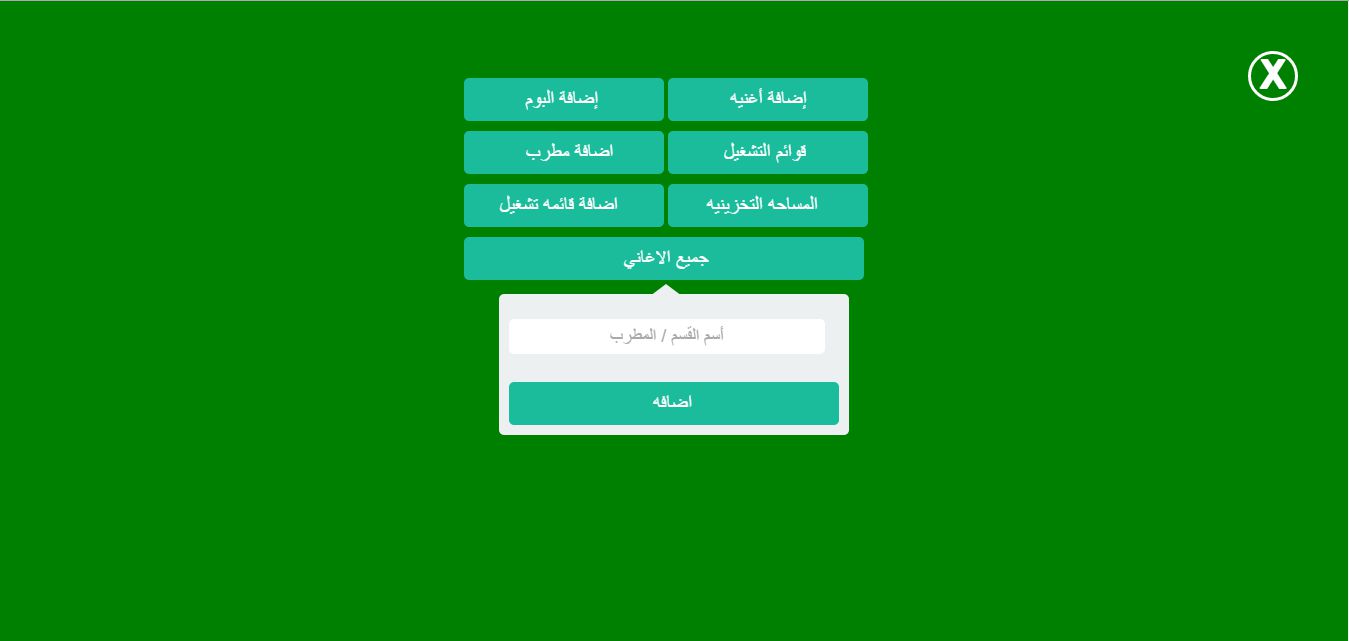 X
إضافة أغنيه
إضافة البوم
قوائم التشغيل
اضافة مطرب
المساحه التخزينيه
اضافة قائمه تشغيل
جميع الاغاني
أسم القسم / المطرب
اضافه